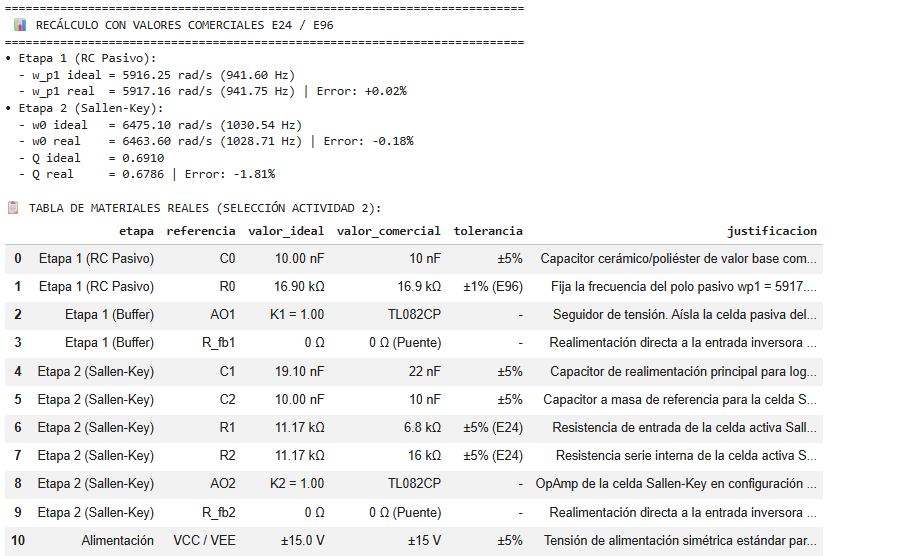 ================================================================================
📊 RECÁLCULO CON VALORES COMERCIALES E24 / E96
================================================================================
• Etapa 1 (RC Pasivo):
- w_p1 ideal = 5916.25 rad/s (941.60 Hz)
- w_p1 real = 5917.16 rad/s (941.75 Hz) | Error: +0.02%
• Etapa 2 (Sallen-Key):
- w0 ideal = 6475.10 rad/s (1030.54 Hz)
- w0 real = 6463.60 rad/s (1028.71 Hz) | Error: -0.18%
- Q ideal = 0.6910
- Q real = 0.6786 | Error: -1.81%
📋 TABLA DE MATERIALES REALES (SELECCIÓN ACTIVIDAD 2):
etapa referencia valor_ideal valor_comercial tolerancia justificacion
0 Etapa 1 (RC Pasivo) C0 10.00 nF 10 nF ±5% Capacitor cerámico/poliéster de valor base com...
1 Etapa 1 (RC Pasivo) R0 16.90 kΩ 16.9 kΩ ±1% (E96) Fija la frecuencia del polo pasivo wp1 = 5917....
2 Etapa 1 (Buffer) AO1 K1 = 1.00 TL082CP - Seguidor de tensión. Aísla la celda pasiva del...
3 Etapa 1 (Buffer) R_fb1 0 Ω 0 Ω (Puente) - Realimentación directa a la entrada inversora ...
4 Etapa 2 (Sallen-Key) C1 19.10 nF 22 nF ±5% Capacitor de realimentación principal para log...
5 Etapa 2 (Sallen-Key) C2 10.00 nF 10 nF ±5% Capacitor a masa de referencia para la celda S...
6 Etapa 2 (Sallen-Key) R1 11.17 kΩ 6.8 kΩ ±5% (E24) Resistencia de entrada de la celda activa Sall...
7 Etapa 2 (Sallen-Key) R2 11.17 kΩ 16 kΩ ±5% (E24) Resistencia serie interna de la celda activa S...
8 Etapa 2 (Sallen-Key) AO2 K2 = 1.00 TL082CP - OpAmp de la celda Sallen-Key en configuración ...
9 Etapa 2 (Sallen-Key) R_fb2 0 Ω 0 Ω (Puente) - Realimentación directa a la entrada inversora ...
10 Alimentación VCC / VEE ±15.0 V ±15 V ±5% Tensión de alimentación simétrica estándar par...